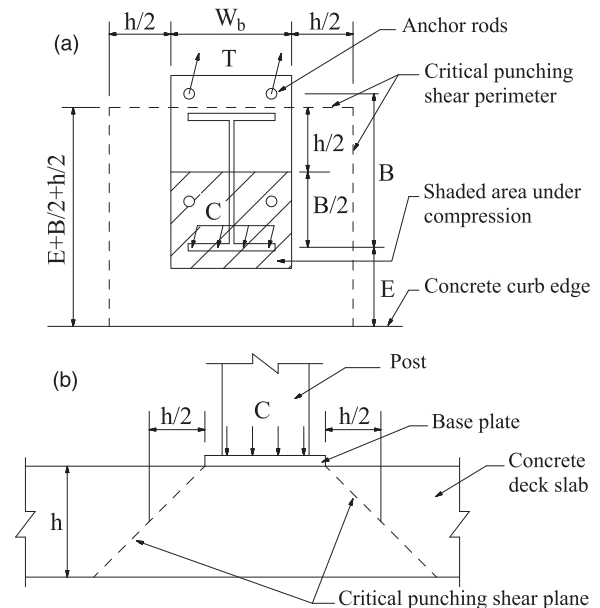 (a)
h/2
W_b
h/2
Anchor rods
T
Critical punching
shear perimeter
h/2
B
E+B/2+h/2
C
B/2
Shaded area under
compression
E
Concrete curb edge
(b)
Post
h/2
C
h/2
Base plate
Concrete
deck slab
h
Critical punching shear plane